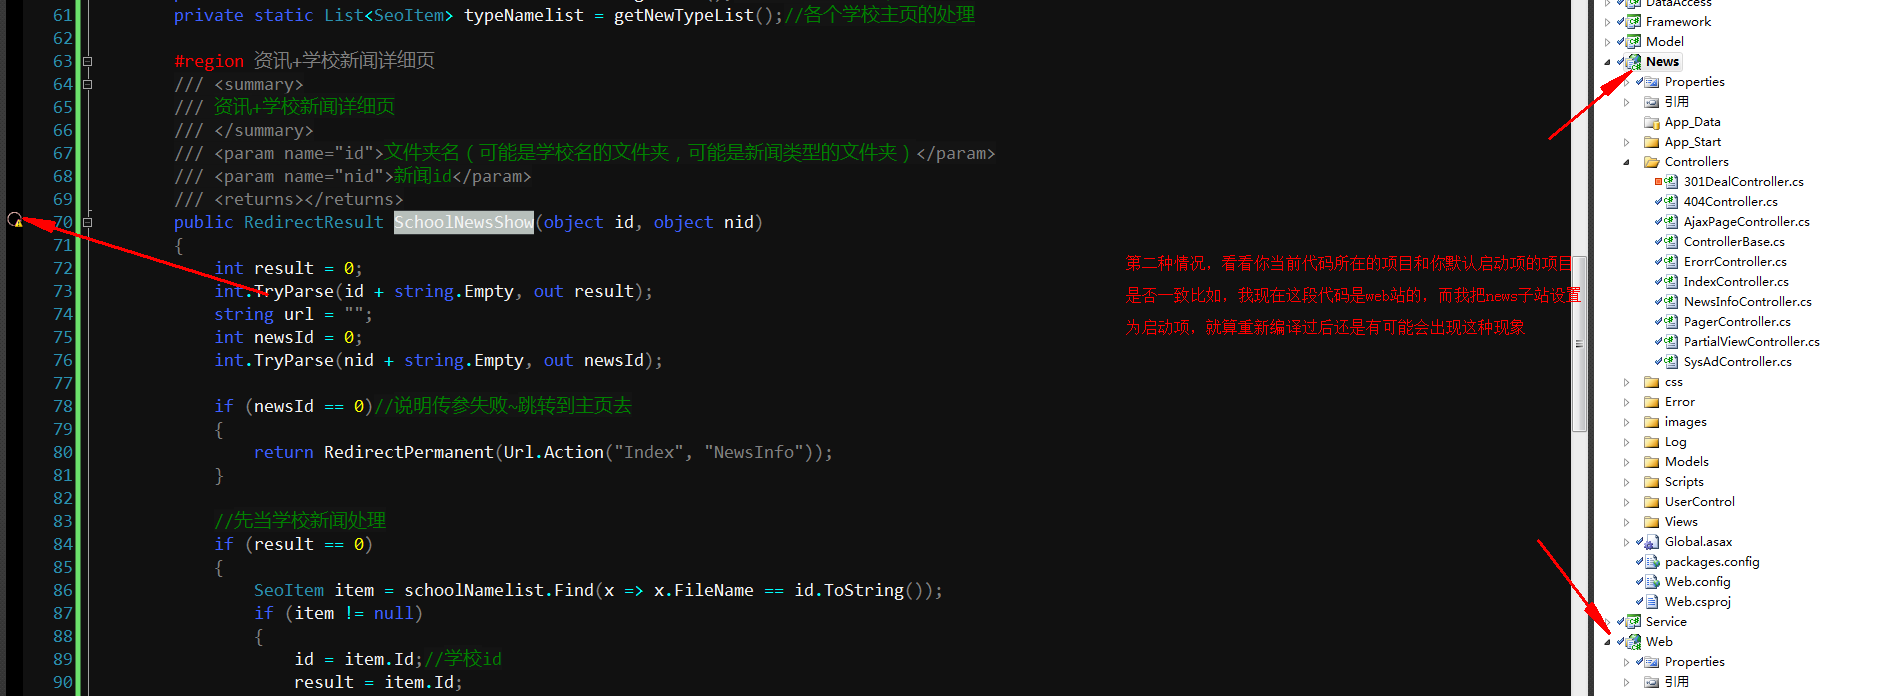 61 private static List<SeoItem> typeNamelist = getNewTypeList();//各个学校主页的处理
62
63 #region 资讯+学校新闻详细页
64 /// <summary>
65 /// 资讯+学校新闻详细页
66 /// </summary>
67 /// <param name="id">文件夹名（可能是学校名的文件夹，可能是新闻类型的文件夹）</param>
68 /// <param name="nid">新闻id</param>
69 /// <returns></returns>
70 public RedirectResult SchoolNewsShow(object id, object nid)
71 {
72 int result = 0;
73 int.TryParse(id + string.Empty, out result);
74 string url = "";
75 int newsId = 0;
76 int.TryParse(nid + string.Empty, out newsId);
77
78 if (newsId == 0)//说明传参失败~跳转到主页去
79 {
80 return RedirectPermanent(Url.Action("Index", "NewsInfo"));
81 }
82
83 //先当学校新闻处理
84 if (result == 0)
85 {
86 SeoItem item = schoolNamelist.Find(x => x.FileName == id.ToString());
87 if (item != null)
88 {
89 id = item.Id;//学校id
90 result = item.Id;
第二种情况，看看你当前代码所在的项目和你默认启动项的项目
是否一致比如，我现在这段代码是web站的，而我把news子站设置
为启动项，就算重新编译过后还是有可能会出现这种现象
DataAccess
Framework
Model
News
Properties
引用
App_Data
App_Start
Controllers
301DealController.cs
404Controller.cs
AjaxPageController.cs
ControllerBase.cs
ErorrController.cs
IndexController.cs
NewsInfoController.cs
PagerController.cs
PartialViewController.cs
SysAdController.cs
css
Error
images
Log
Models
Scripts
UserControl
Views
Global.asax
packages.config
Web.config
Web.csproj
Service
Web
Properties
引用